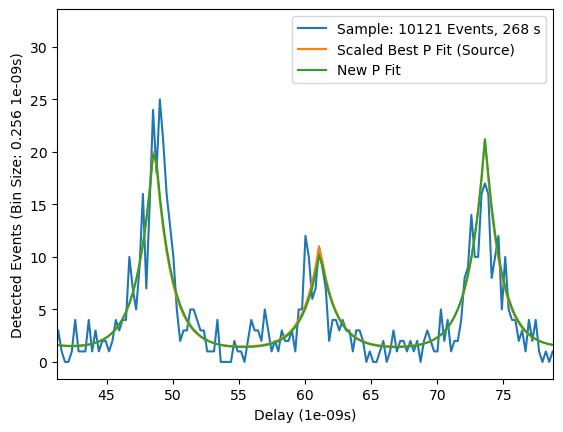 Sample: 10121 Events, 268 s
Scaled Best P Fit (Source)
New P Fit
Detected Events (Bin Size: 0.256 1e-09s)
30
25
20
15
10
5
0
45 50 55 60 65 70 75
Delay (1e-09s)